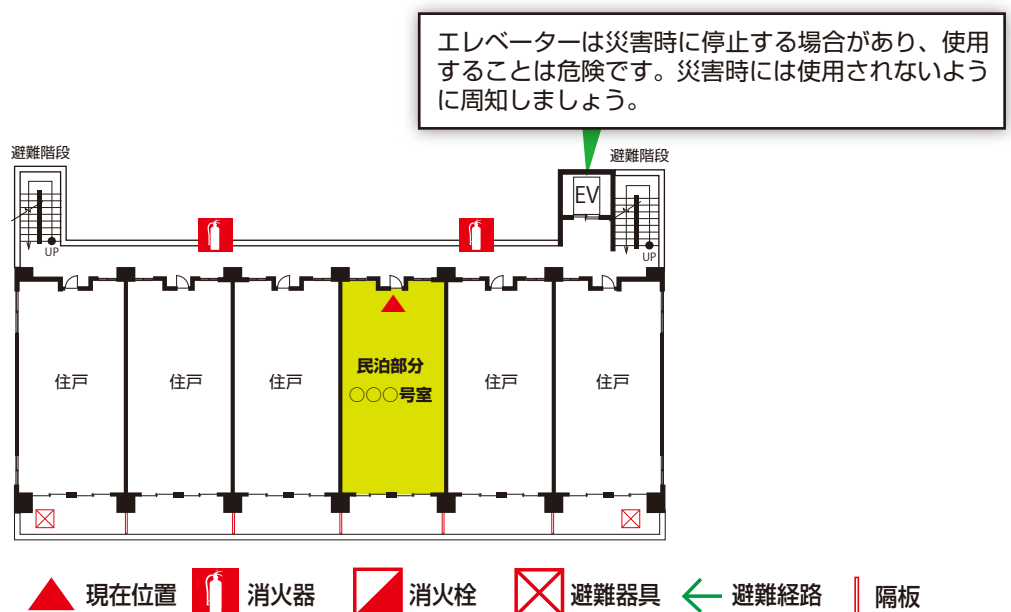 エレベーターは災害時に停止する場合があり、使用
することは危険です。災害時には使用されないよう
に周知しましょう。
避難階段
避難階段
EV
UP
UP
住戸
住戸
住戸
民泊部分
○○○号室
住戸
住戸
現在位置
消火器
消火栓
避難器具
避難経路
隔板